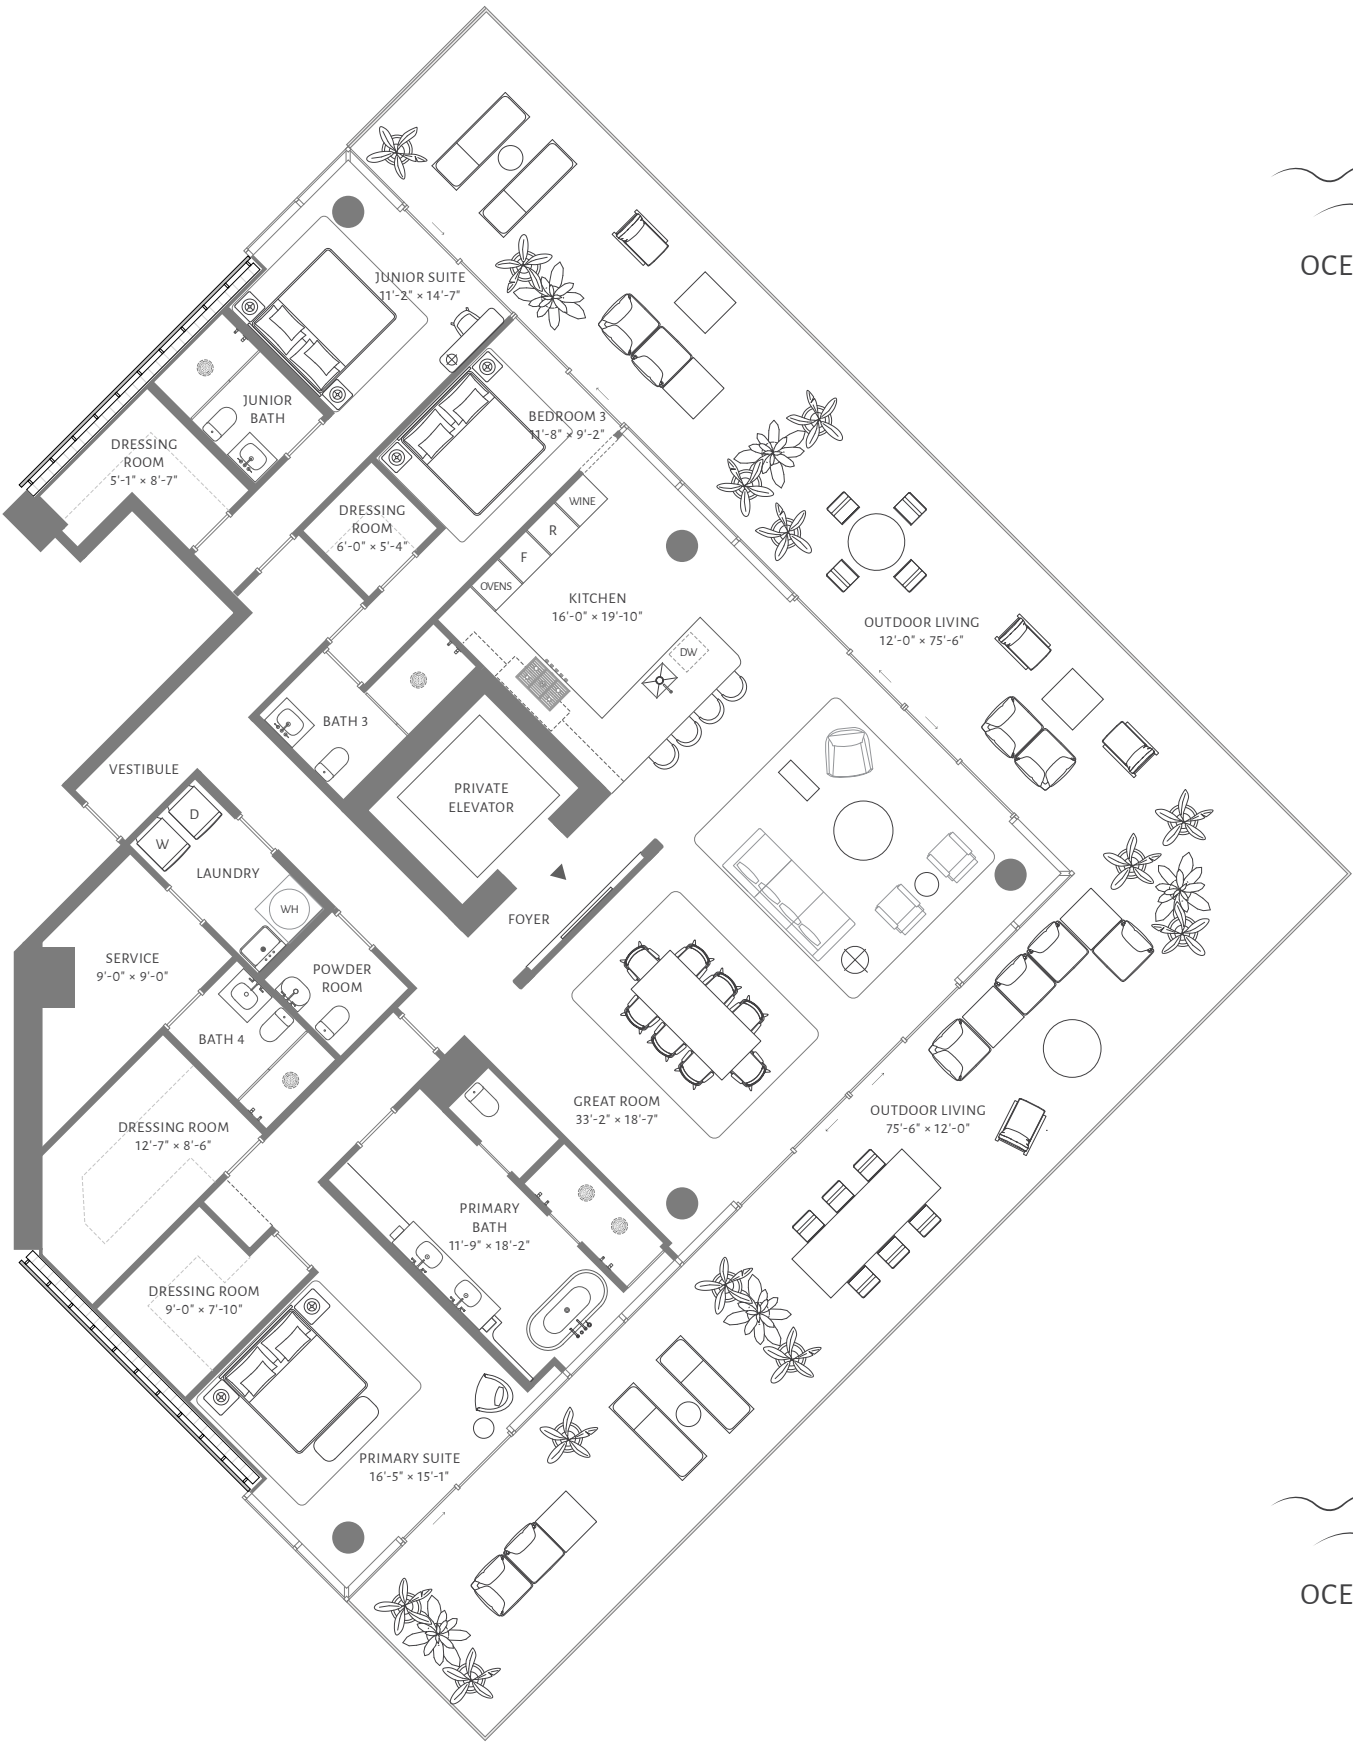 OCE
JUNIOR SUITE
11'-2" × 14'-7"
JUNIOR
BATH
DRESSING
ROOM
5'-1" × 8'-7"
BEDROOM 3
11'-8" × 9'-2"
DRESSING
ROOM
6'-0" × 5'-4"
WINE
R
F
OVENS
KITCHEN
16'-0" × 19'-10"
DW
OUTDOOR LIVING
12'-0" × 75'-6"
BATH 3
VESTIBULE
PRIVATE
ELEVATOR
D
W
LAUNDRY
WH
FOYER
SERVICE
9'-0" × 9'-0"
POWDER
ROOM
BATH 4
GREAT ROOM
33'-2" × 18'-7"
OUTDOOR LIVING
75'-6" × 12'-0"
DRESSING ROOM
12'-7" × 8'-6"
PRIMARY
BATH
11'-9" × 18'-2"
DRESSING ROOM
9'-0" × 7'-10"
PRIMARY SUITE
16'-5" × 15'-1"
OCE